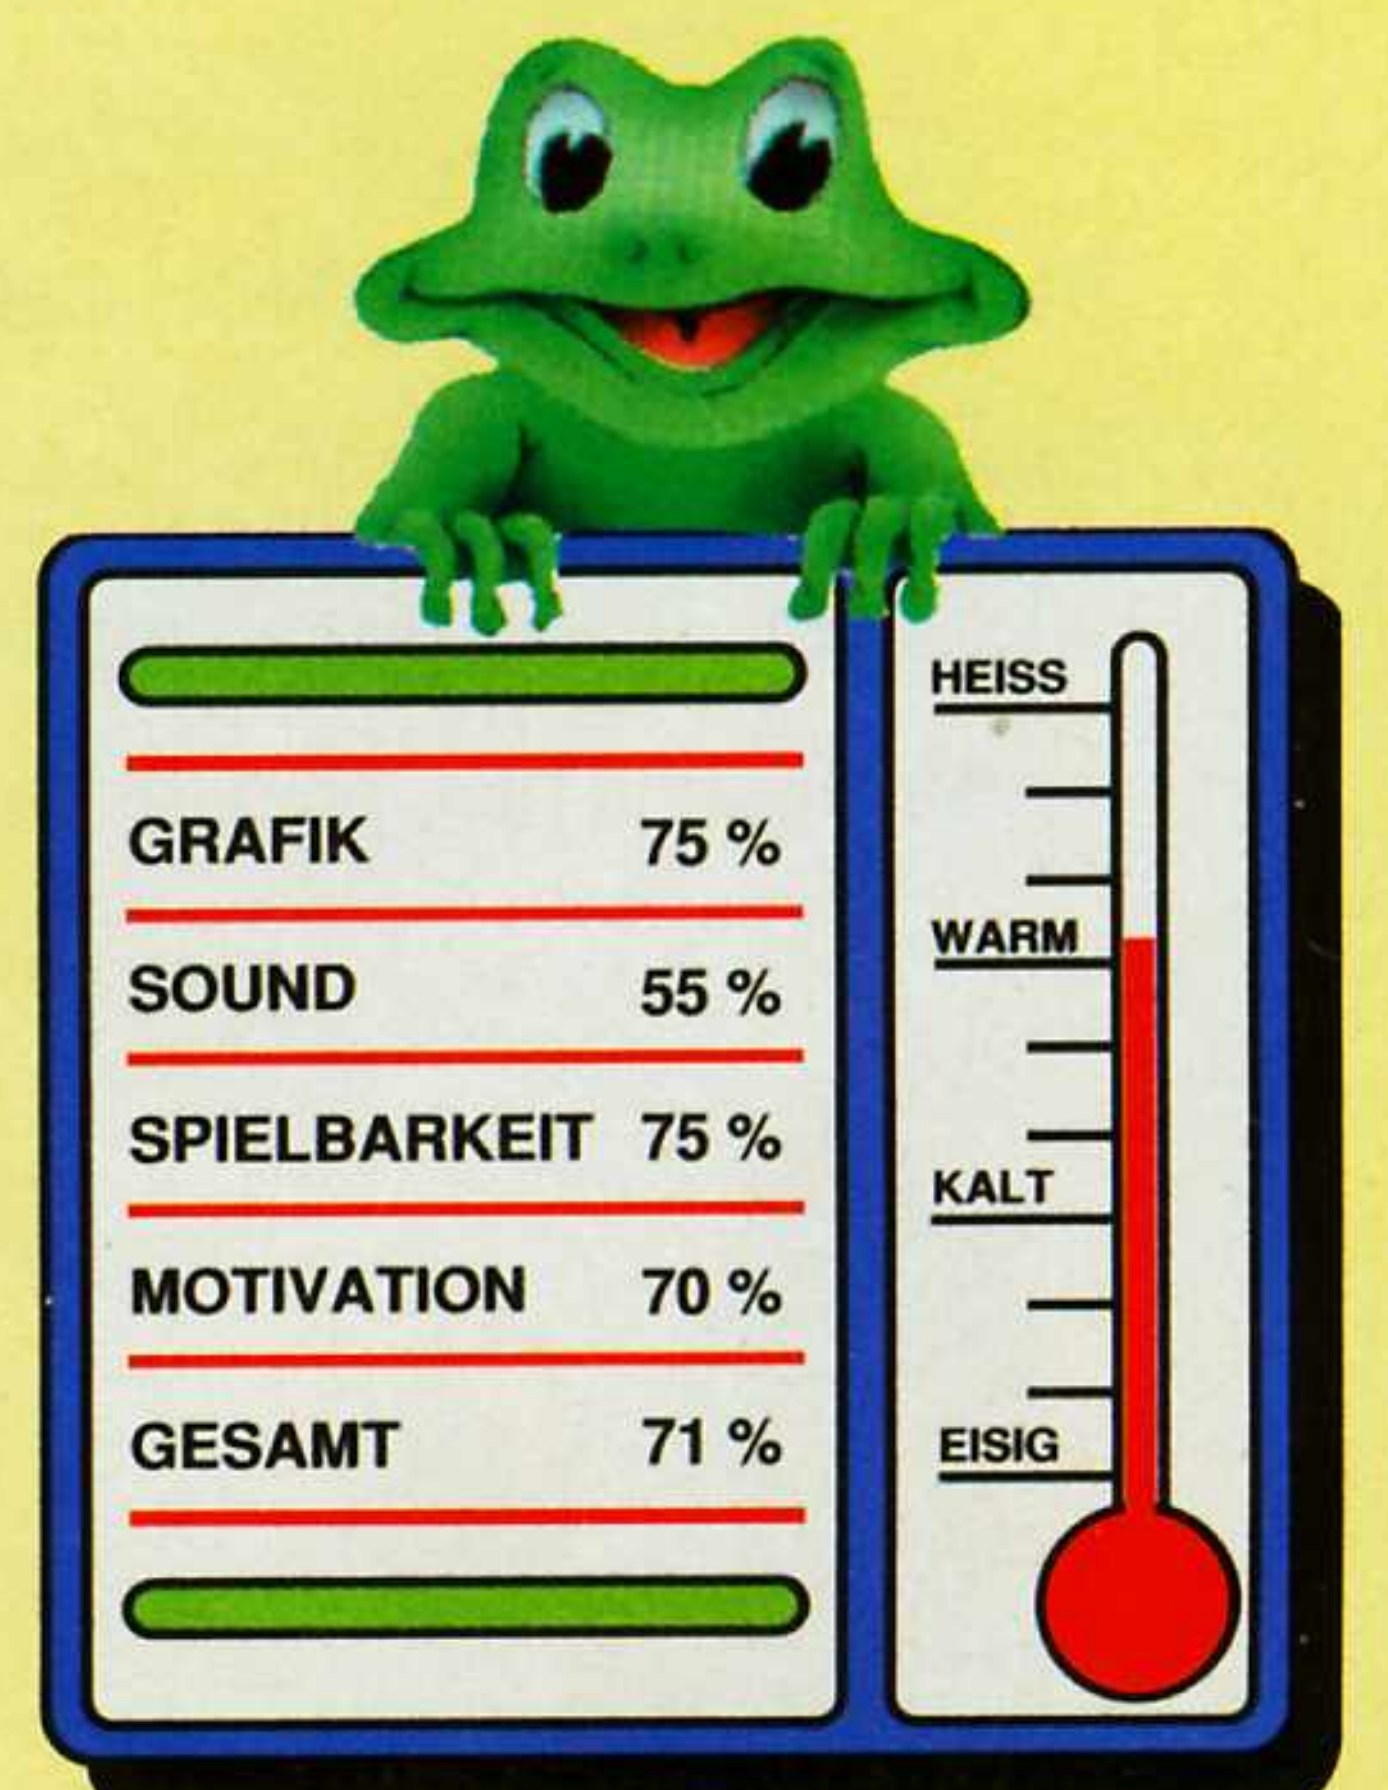 GRAFIK 75 %
SOUND 55 %
SPIELBARKEIT 75 %
MOTIVATION 70 %
GESAMT 71 %
HEISS
WARM
KALT
EISIG